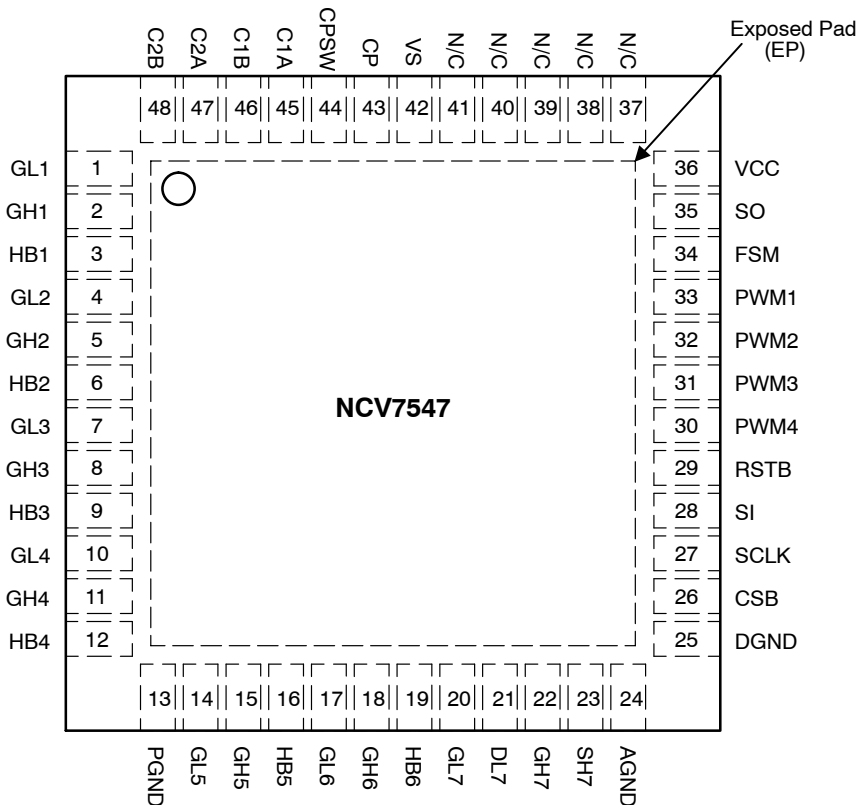 C2B C2A C1B C1A CPSW CP VS N/C N/C N/C N/C N/C
Exposed Pad
(EP)
48 47 46 45 44 43 42 41 40 39 38 37
GL1 1 36 VCC
GH1 2 35 SO
HB1 3 34 FSM
GL2 4 33 PWM1
GH2 5 32 PWM2
HB2 6 31 PWM3
NCV7547
GL3 7 30 PWM4
GH3 8 29 RSTB
HB3 9 28 SI
GL4 10 27 SCLK
GH4 11 26 CSB
HB4 12 25 DGND
13 14 15 16 17 18 19 20 21 22 23 24
PGND GL5 GH5 HB5 GL6 GH6 HB6 GL7 DL7 GH7 SH7 AGND